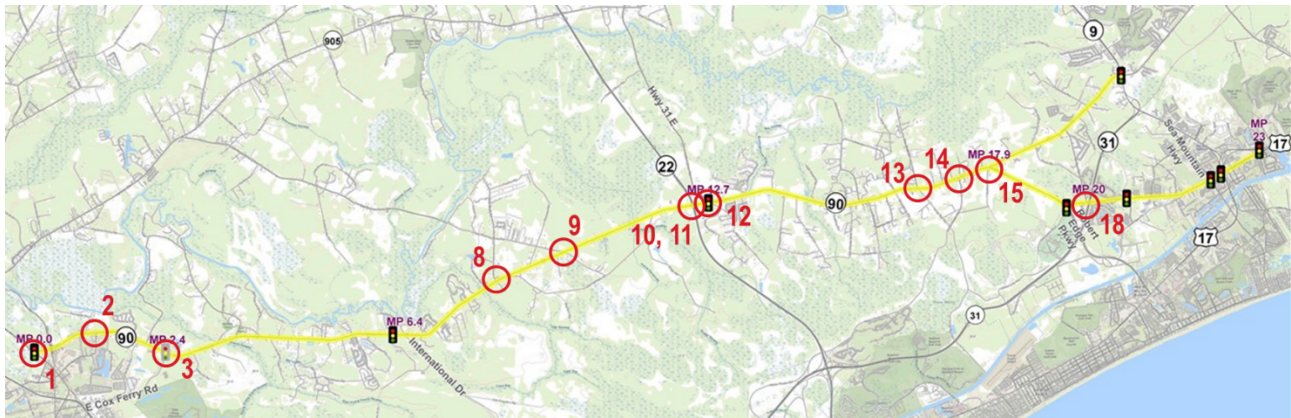 905
9
Hwy 31 E
22
MP 12.7
10, 11
12
90
13
14
MP 17.9
15
31
Sea Mountain
Hwy
MP
23
17
MP 20
Robert
Edge
Pkwy
18
17
9
8
31
2
MP 0.0
1
90
MP 2.4
3
E Cox Ferry Rd
MP 6.4
International Dr